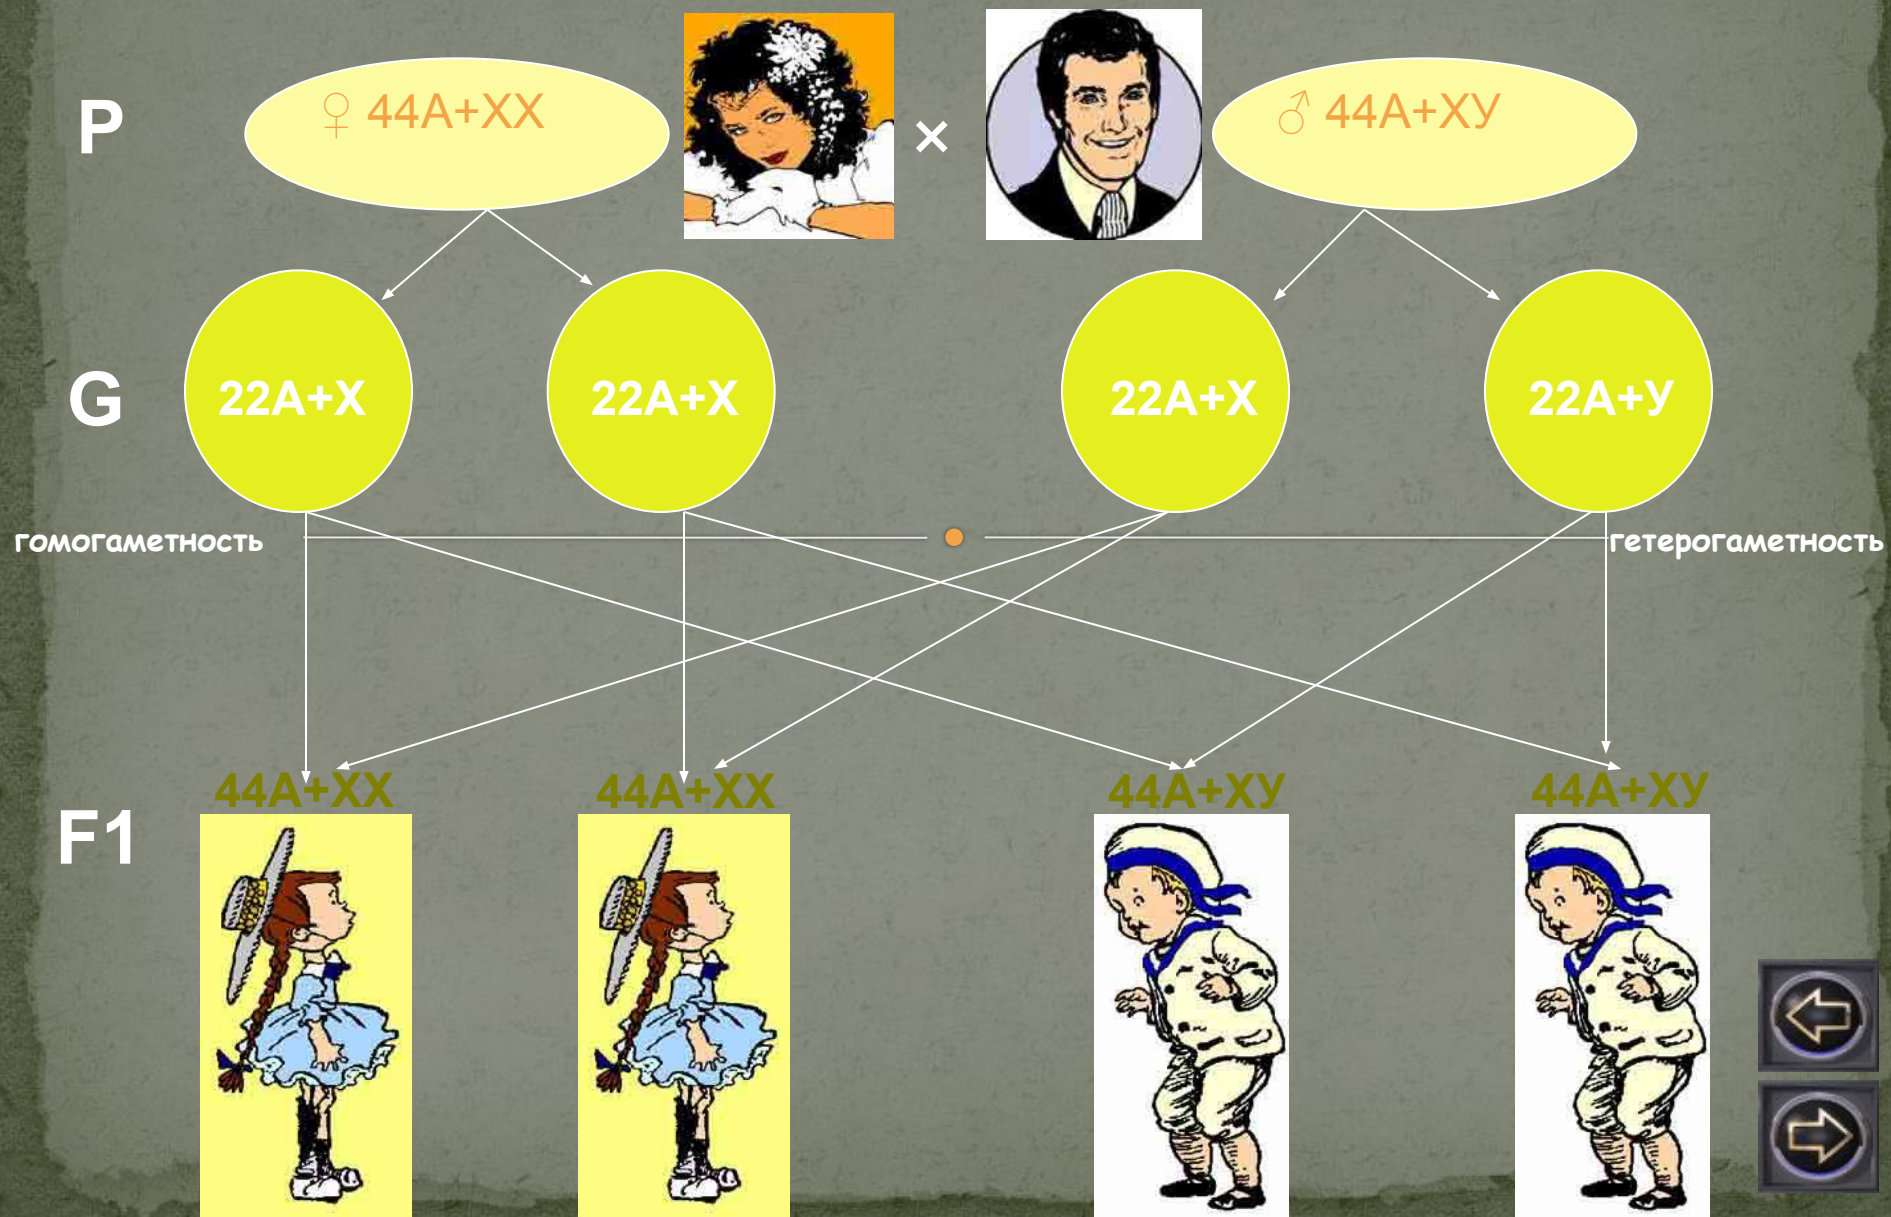 P
♀ 44А+ХХ
×
♂ 44А+ХУ
G
22А+Х
22А+Х
22А+Х
22А+У
гомогаметность
гетерогаметность
44А+ХХ
44А+ХХ
44А+ХУ
44А+ХУ
F1